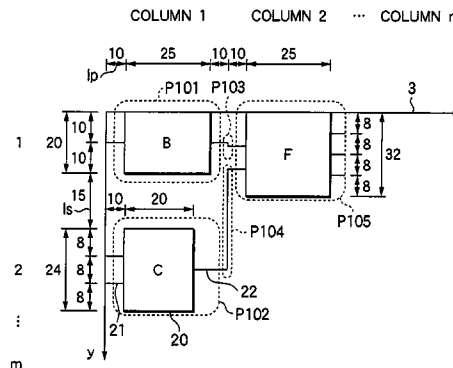 COLUMN 1 COLUMN 2 ... COLUMN n
10 25 10 10 25
lp P101 P103 3
10 8
1 20 B F 8 32
10 8
8
15 10 20 P105
ls P104
8
2 24 8 C
8 22
21 20 P102
⋮
m y